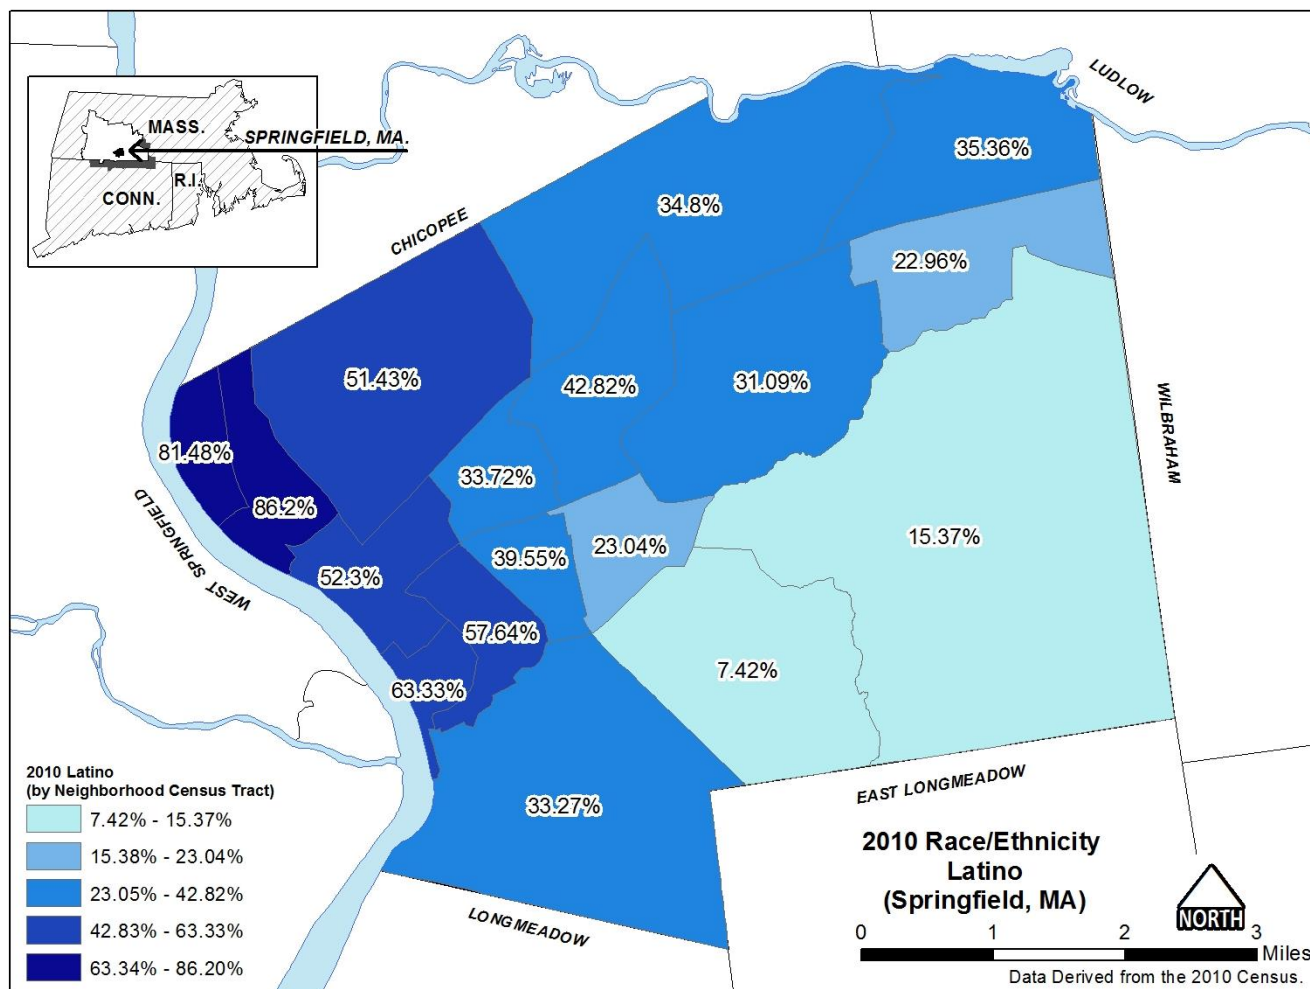 MASS.
SPRINGFIELD, MA.
R.I.
CONN.
LUDLOW
CHICOPEE
35.36%
34.8%
22.96%
51.43%
42.82%
31.09%
WILBRAHAM
81.48%
33.72%
86.2%
15.37%
23.04%
39.55%
WEST SPRINGFIELD
52.3%
57.64%
7.42%
63.33%
33.27%
EAST LONGMEADOW
LONGMEADOW
2010 Latino
(by Neighborhood Census Tract)
7.42% - 15.37%
15.38% - 23.04%
23.05% - 42.82%
42.83% - 63.33%
63.34% - 86.20%
2010 Race/Ethnicity
Latino
(Springfield, MA)
NORTH
0 1 2 3
Miles
Data Derived from the 2010 Census.